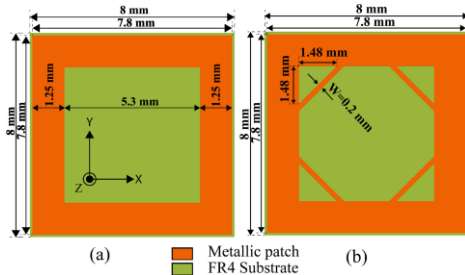 8 mm
7.8 mm
8 mm
7.8 mm
1.25 mm
5.3 mm
1.25 mm
Y
Z
X
(a)
8 mm
7.8 mm
8 mm
7.8 mm
1.48 mm
1.48 mm
W=0.2 mm
(b)
Metallic patch
FR4 Substrate